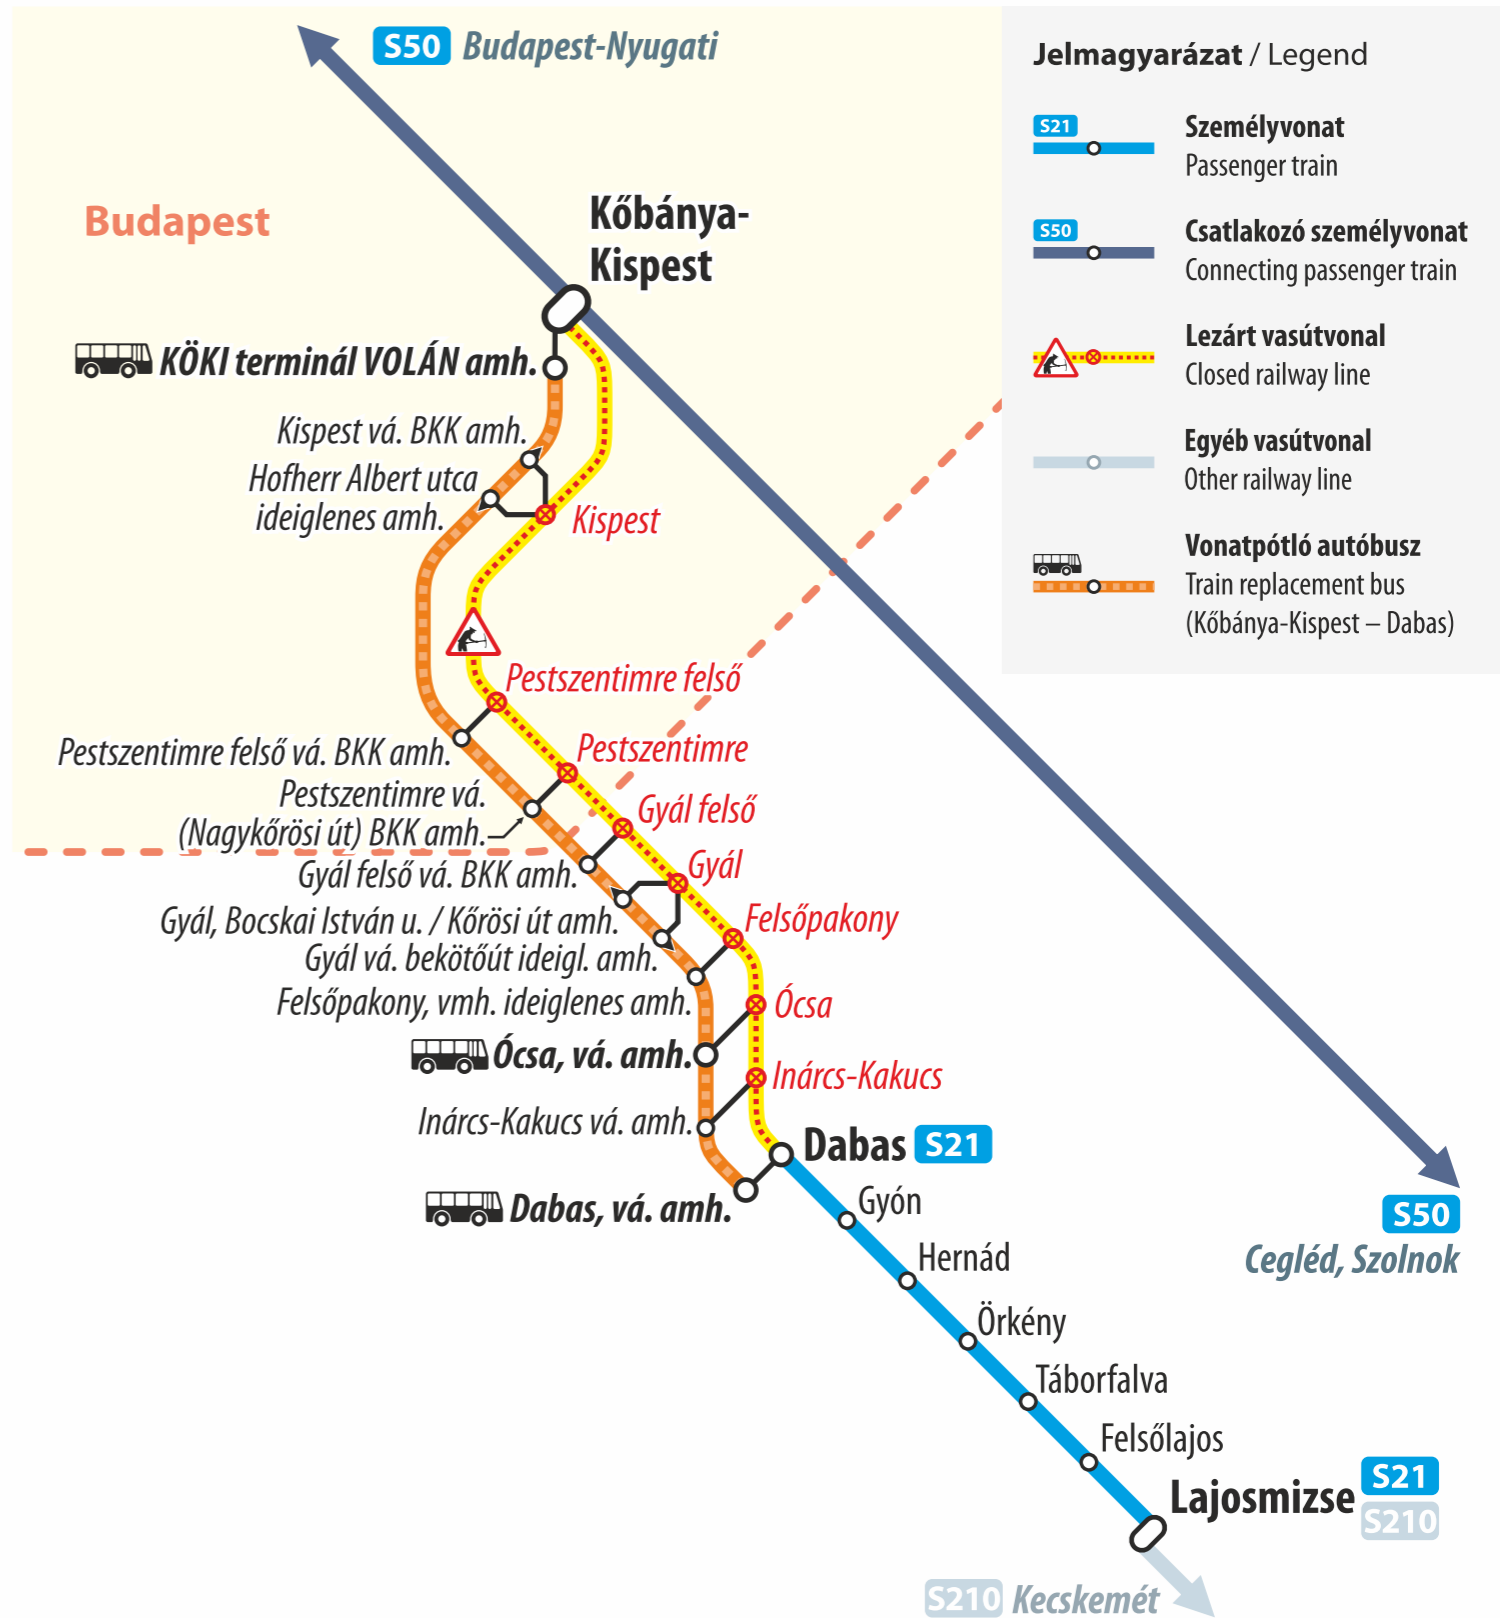 S50 Budapest-Nyugati
Budapest
Kőbánya-
Kispest
KÖKI terminál VOLÁN amh.
Kispest vá. BKK amh.
Hofherr Albert utca
ideiglenes amh.
Kispest
Pestszentimre felső
Pestszentimre felső vá. BKK amh.
Pestszentimre
Pestszentimre vá.
(Nagykőrösi út) BKK amh.
Gyál felső
Gyál felső vá. BKK amh.
Gyál
Gyál, Bocskai István u. / Kőrösi út amh.
Gyál vá. bekötőút ideigl. amh.
Felsőpakony
Felsőpakony, vmh. ideiglenes amh.
Ócsa
Ócsa, vá. amh.
Inárcs-Kakucs
Inárcs-Kakucs vá. amh.
Dabas S21
Dabas, vá. amh.
Gyón
Hernád
Örkény
Táborfalva
Felsőlajos
Lajosmizse S21
S210
S210 Kecskemét
S50
Cegléd, Szolnok
Jelmagyarázat / Legend
S21
Személyvonat
Passenger train
S50
Csatlakozó személyvonat
Connecting passenger train
Lezárt vasútvonal
Closed railway line
Egyéb vasútvonal
Other railway line
Vonatpótló autóbusz
Train replacement bus
(Kőbánya-Kispest – Dabas)